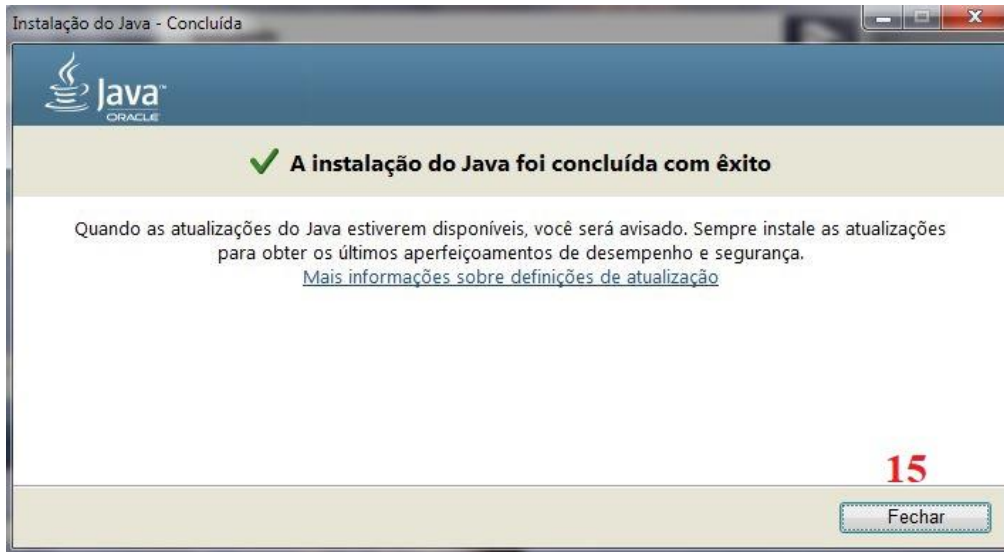 Instalação do Java - Concluída
Java™
ORACLE
A instalação do Java foi concluída com êxito
Quando as atualizações do Java estiverem disponíveis, você será avisado. Sempre instale as atualizações
para obter os últimos aperfeiçoamentos de desempenho e segurança.
Mais informações sobre definições de atualização
15
Fechar